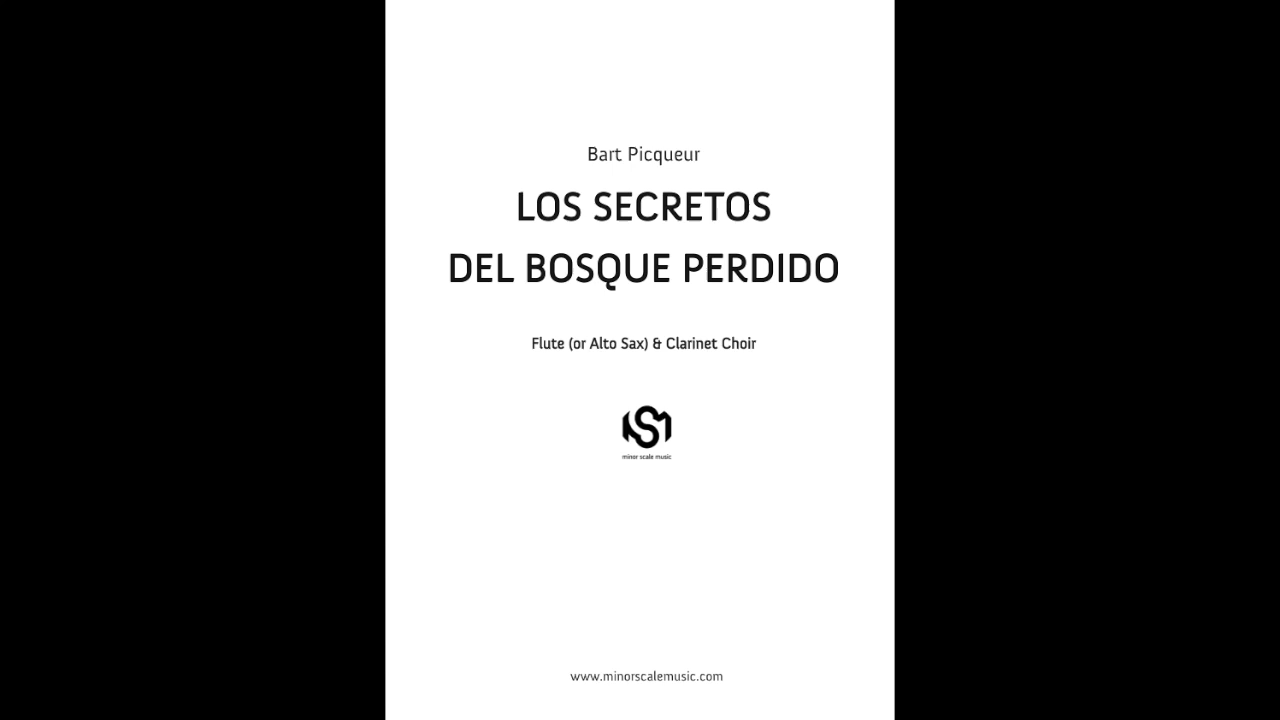 Bart Picqueur
LOS SECRETOS
DEL BOSQUE PERDIDO
Flute (or Alto Sax) & Clarinet Choir
minor scale music
www.minorscalemusic.com